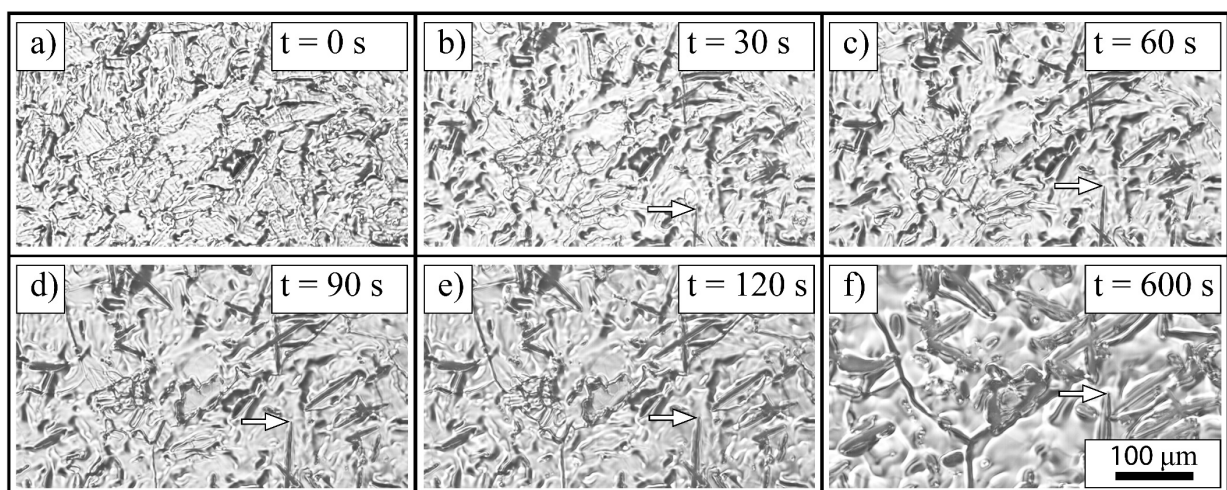 a) t = 0 s
b) t = 30 s
c) t = 60 s
d) t = 90 s
e) t = 120 s
f) t = 600 s
100 μm